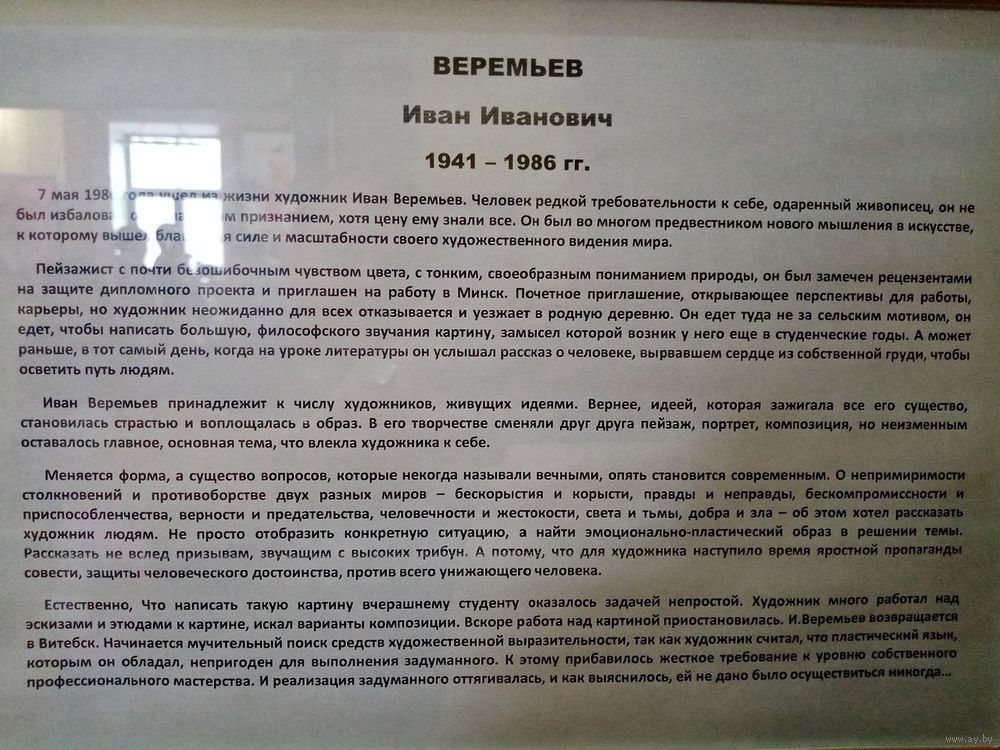 ВЕРЕМЬЕВ
Иван Иванович
1941 – 1986 гг.
7 мая 1986 года ушел из жизни художник Иван Веремьев. Человек редкой требовательности к себе, одаренный живописец, он не
был избалован признанием, хотя цену ему знали все. Он был во многом предвестником нового мышления в искусстве,
к которому вышел силе и масштабности своего художественного видения мира.
Пейзажист с почти безошибочным чувством цвета, с тонким, своеобразным пониманием природы, он был замечен рецензентами
на защите дипломного проекта и приглашен на работу в Минск. Почетное приглашение, открывающее перспективы для работы,
карьеры, но художник неожиданно для всех отказывается и уезжает в родную деревню. Он едет туда не за сельским мотивом, он
едет, чтобы написать большую, философского звучания картину, замысел которой возник у него еще в студенческие годы. А может
раньше, в тот самый день, когда на уроке литературы он услышал рассказ о человеке, вырвавшем сердце из собственной груди, чтобы
осветить путь людям.
Иван Веремьев принадлежит к числу художников, живущих идеями. Вернее, идеей, которая зажигала все его существо,
становилась страстью и воплощалась в образ. В его творчестве сменяли друг друга пейзаж, портрет, композиция, но неизменным
оставалось главное, основная тема, что влекла художника к себе.
Меняется форма, а существо вопросов, которые некогда называли вечными, опять становится современным. О непримиримости
столкновений и противоборстве двух разных миров – бескорыстия и корысти, правды и неправды, бескомпромиссности и
приспособленчества, верности и предательства, человечности и жестокости, света и тьмы, добра и зла – об этом хотел рассказать
художник людям. Не просто отобразить конкретную ситуацию, а найти эмоционально-пластический образ в решении темы.
Рассказать не вслед призывам, звучащим с высоких трибун. А потому, что для художника наступило время яростной пропаганды
совести, защиты человеческого достоинства, против всего унижающего человека.
Естественно, Что написать такую картину вчерашнему студенту оказалось задачей непростой. Художник много работал над
эскизами и этюдами к картине, искал варианты композиции. Вскоре работа над картиной приостановилась. И.Веремьев возвращается
в Витебск. Начинается мучительный поиск средств художественной выразительности, так как художник считал, что пластический язык,
которым он обладал, непригоден для выполнения задуманного. К этому прибавилось жесткое требование к уровню собственного
профессионального мастерства. И реализация задуманного оттягивалась, и как выяснилось, ей не дано было осуществиться никогда...
www.ay.by